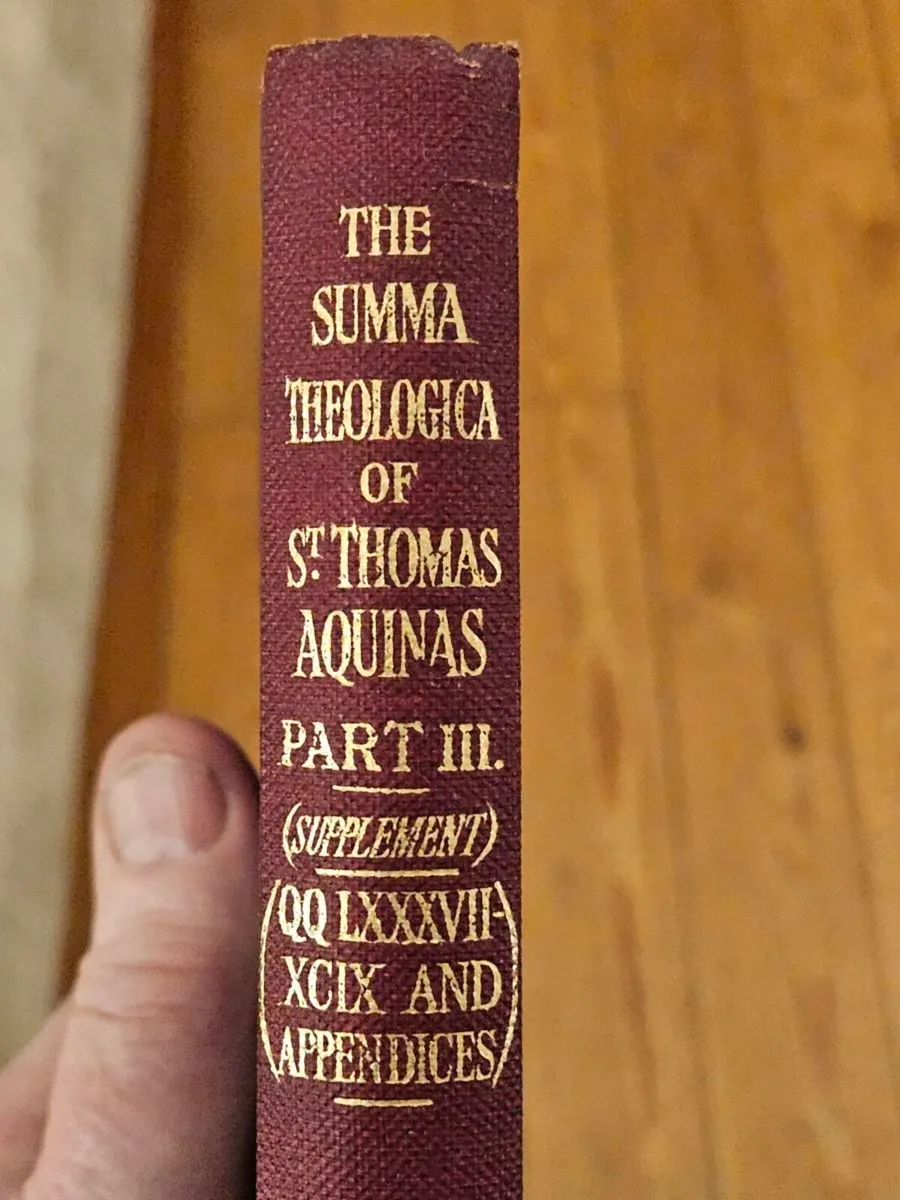 THE
SUMMA
THEOLOGICA
OF
ST. THOMAS
AQUINAS
PART III.
(SUPPLEMENT)
(QQ LXXXVII-
XCIX AND
APPENDICES)